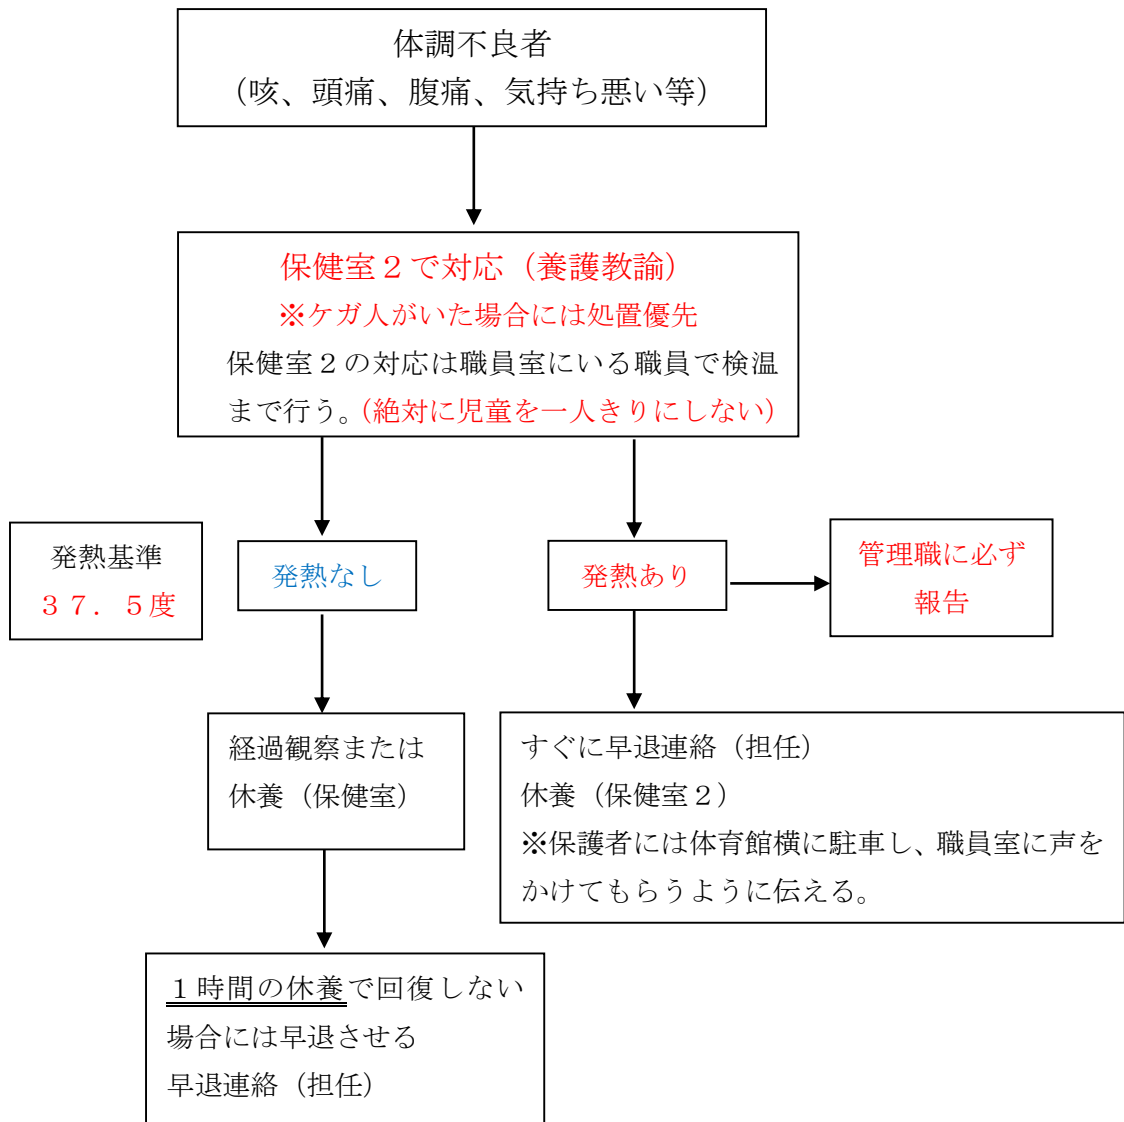 体調不良者
（咳、頭痛、腹痛、気持ち悪い等）
保健室２で対応（養護教諭）
※ケガ人がいた場合には処置優先
保健室２の対応は職員室にいる職員で検温
まで行う。（絶対に児童を一人きりにしない）
発熱基準
３７．５度
発熱なし
発熱あり
管理職に必ず
報告
経過観察または
休養（保健室）
すぐに早退連絡（担任）
休養（保健室２）
※保護者には体育館横に駐車し、職員室に声を
かけてもらうように伝える。
１時間の休養で回復しない
場合には早退させる
早退連絡（担任）